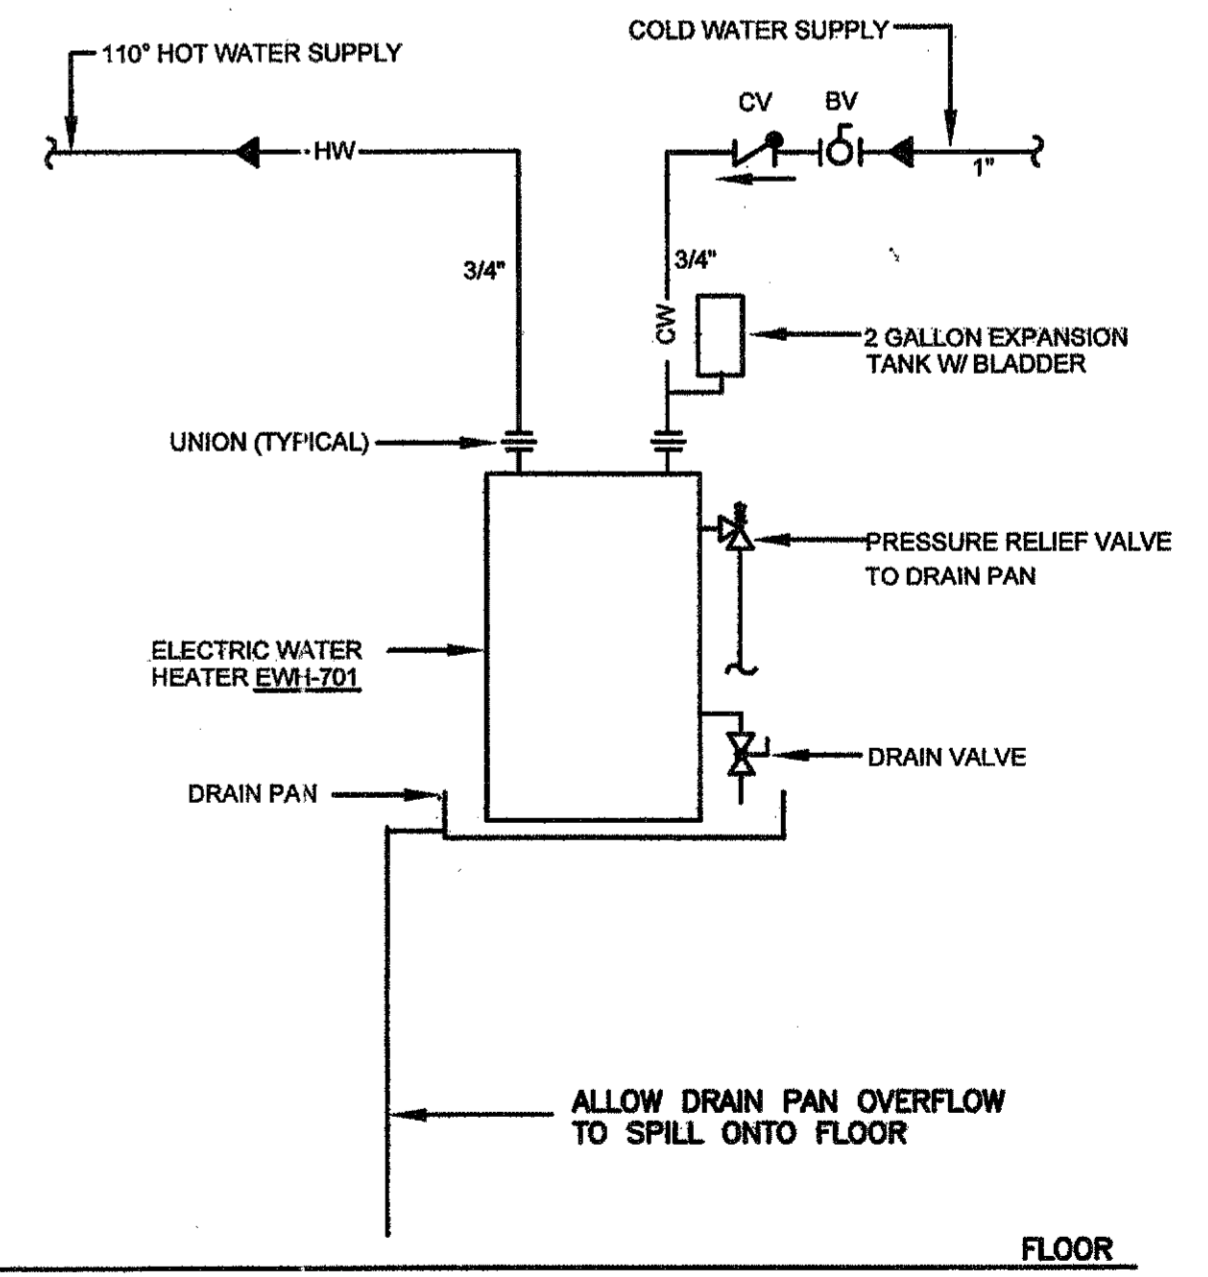 COLD WATER SUPPLY
110° HOT WATER SUPPLY
CV
BV
HW
1"
3/4"
3/4"
CW
2 GALLON EXPANSION
TANK W/ BLADDER
UNION (TYPICAL)
PRESSURE RELIEF VALVE
TO DRAIN PAN
ELECTRIC WATER
HEATER EWH-701
DRAIN VALVE
DRAIN PAN
ALLOW DRAIN PAN OVERFLOW
TO SPILL ONTO FLOOR
FLOOR